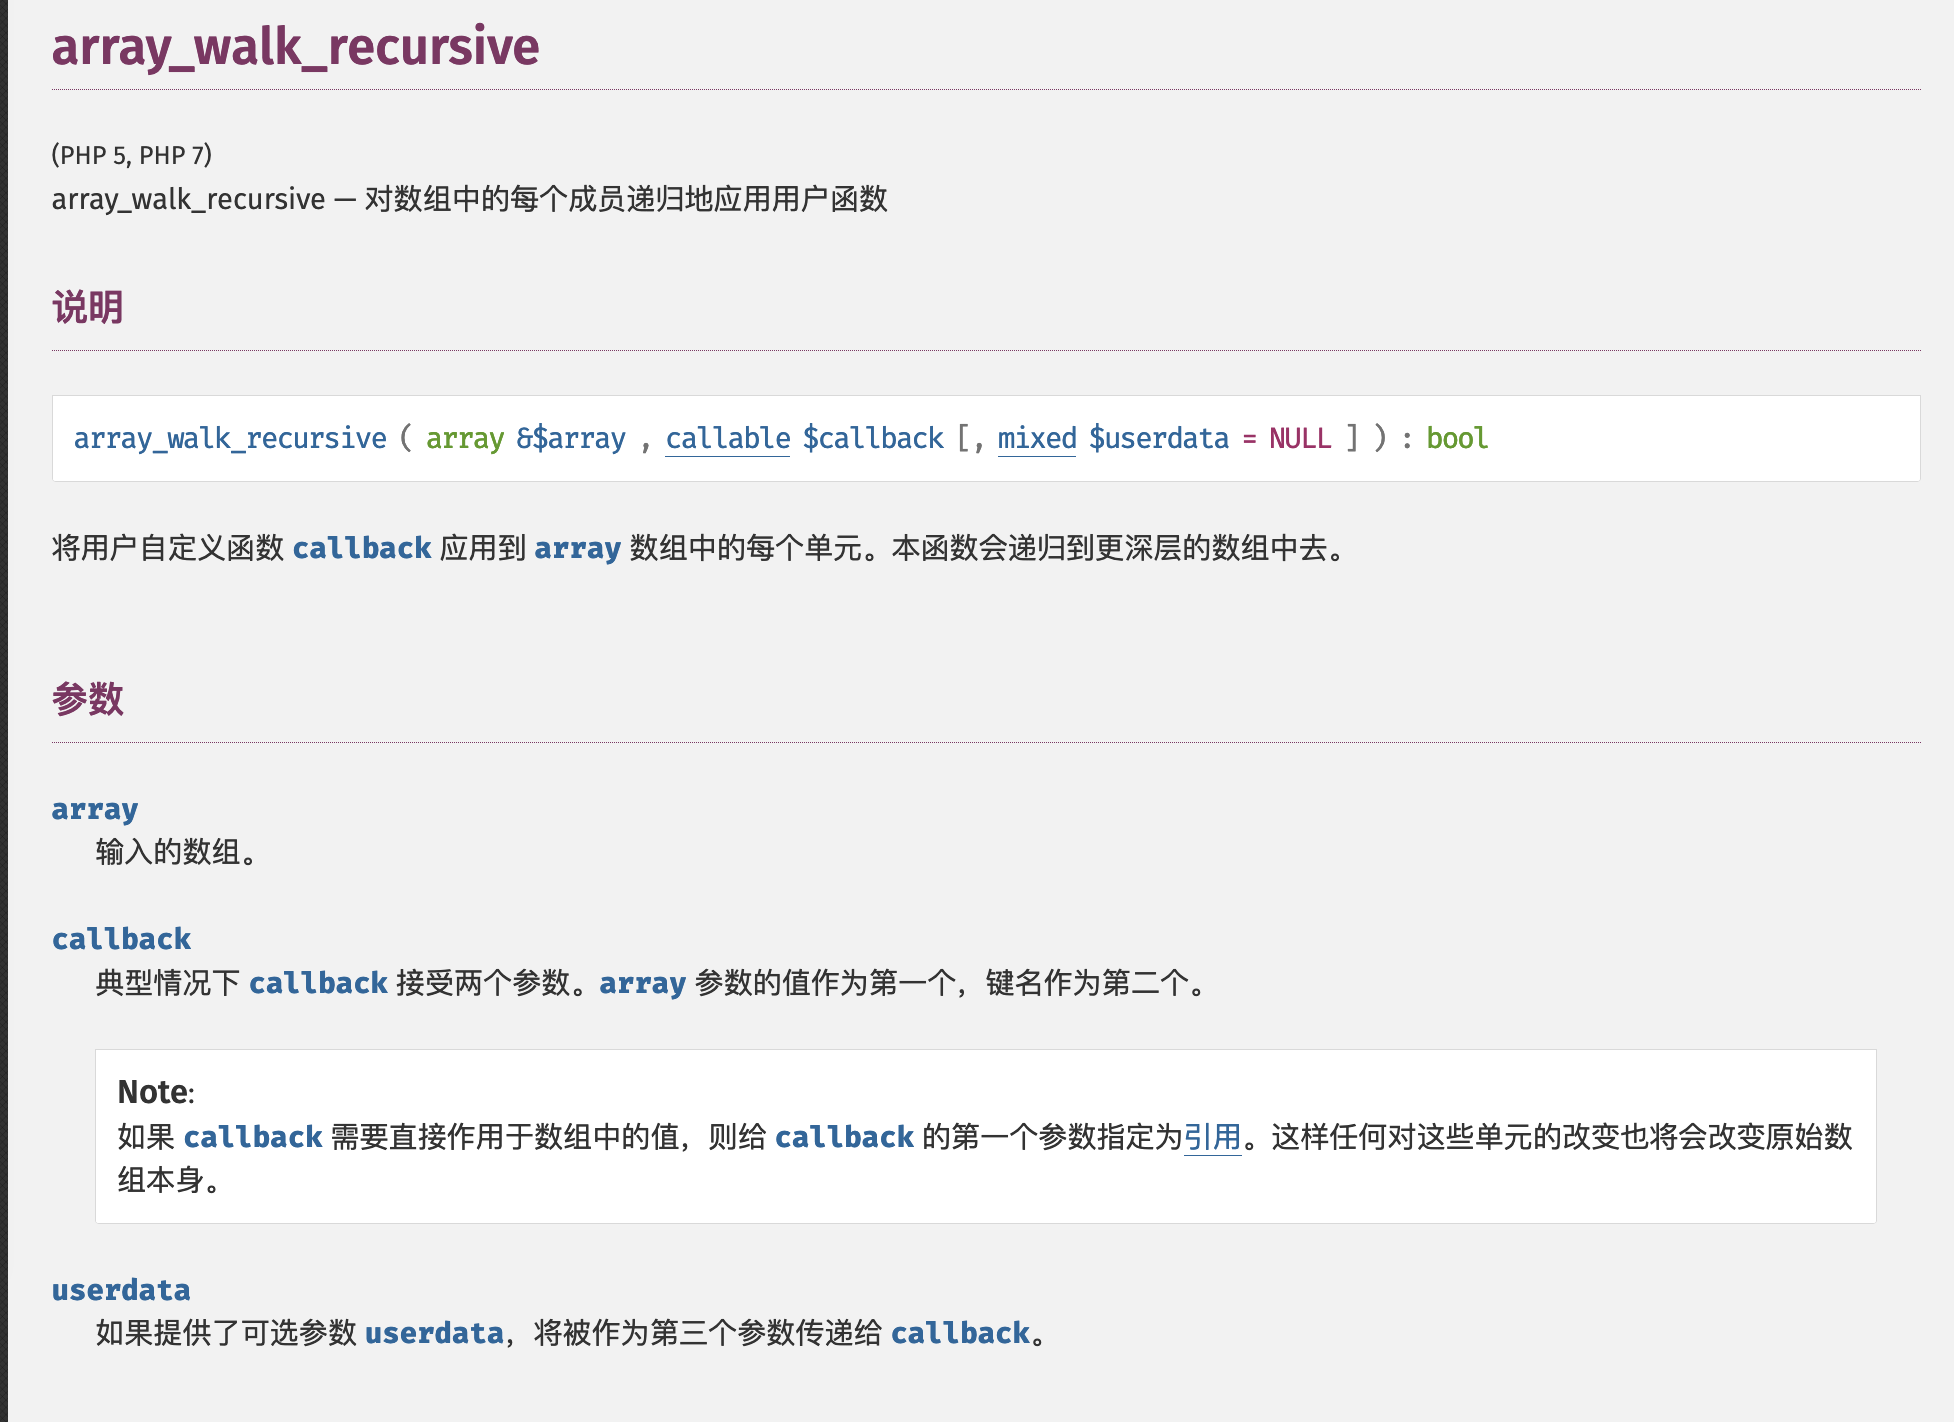 array_walk_recursive
(PHP 5, PHP 7)
array_walk_recursive — 对数组中的每个成员递归地应用用户函数
说明
array_walk_recursive ( array &$array , callable $callback [, mixed $userdata = NULL ] ) : bool
将用户自定义函数 callback 应用到 array 数组中的每个单元。本函数会递归到更深层的数组中去。
参数
array
输入的数组。
callback
典型情况下 callback 接受两个参数。array 参数的值作为第一个，键名作为第二个。
Note:
如果 callback 需要直接作用于数组中的值，则给 callback 的第一个参数指定为引用。这样任何对这些单元的改变也将会改变原始数
组本身。
userdata
如果提供了可选参数 userdata，将被作为第三个参数传递给 callback。